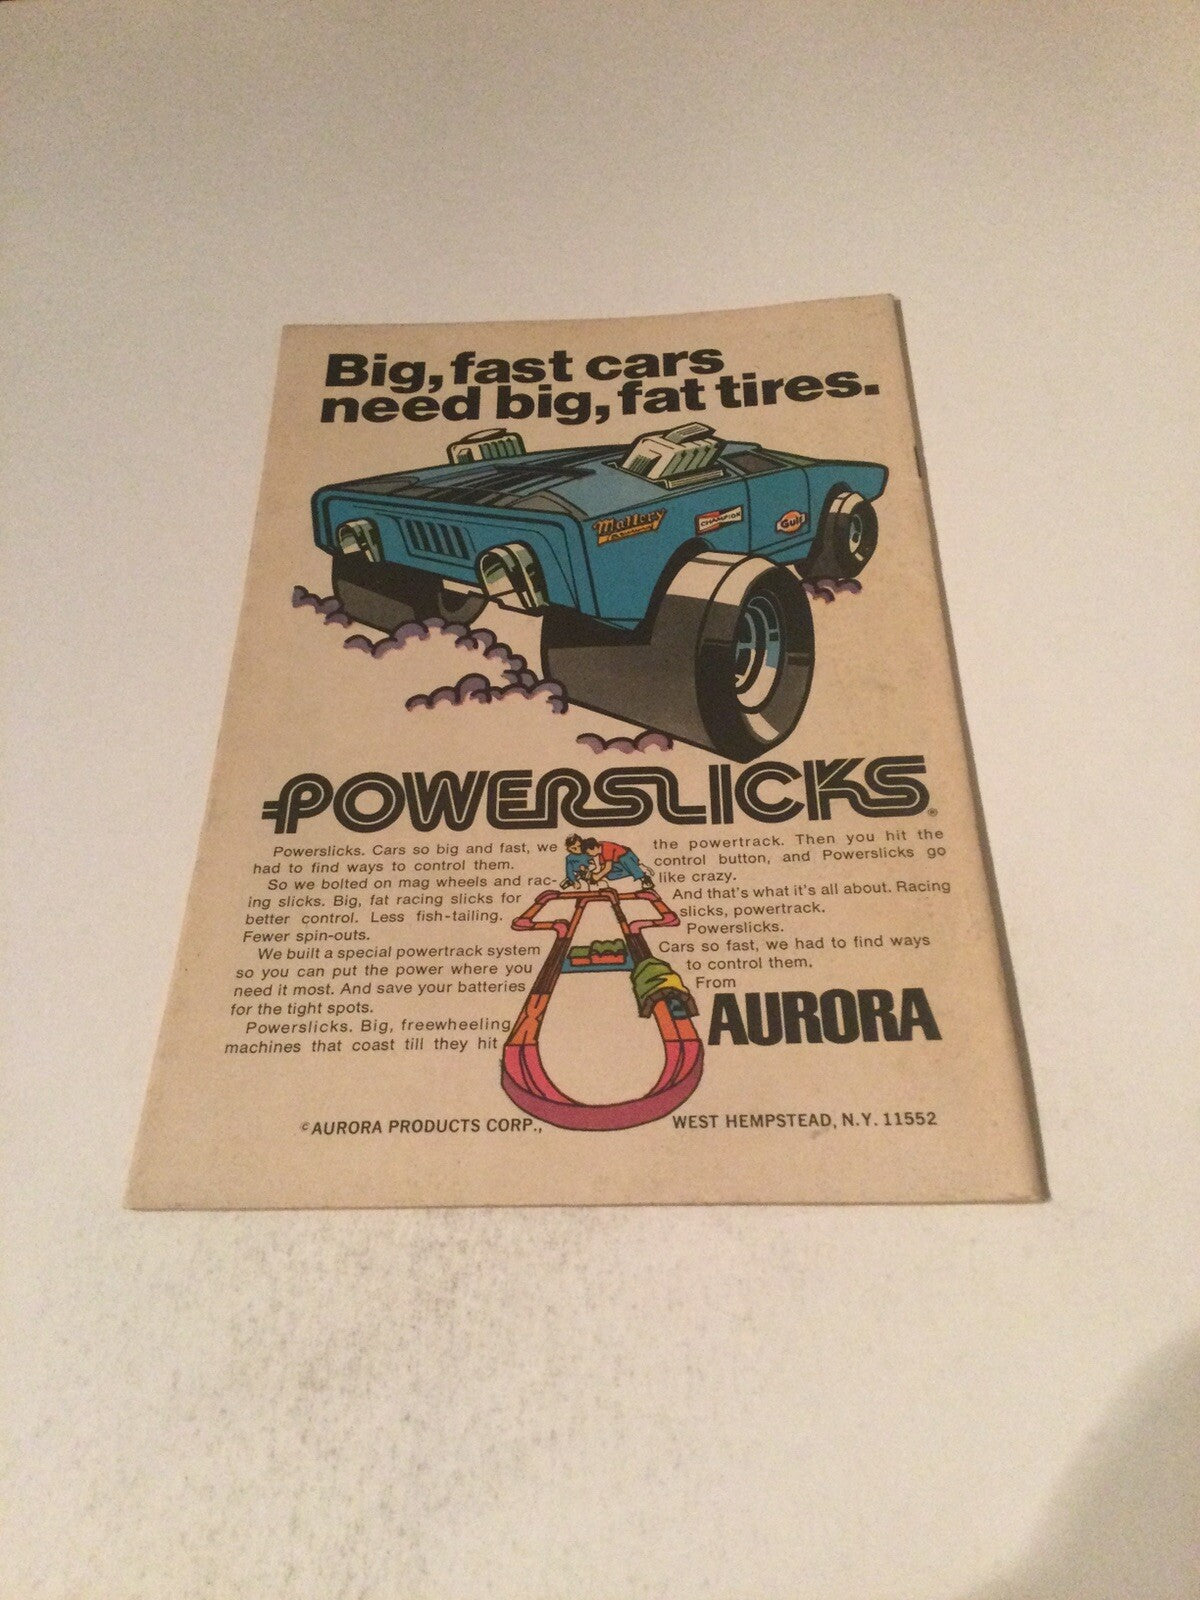 Big, fast cars
need big, fat tires.
Mallory
CHAMPION
Gulf
POWERSLICKS®
Powerslicks. Cars so big and fast, we
had to find ways to control them.
So we bolted on mag wheels and rac-
ing slicks. Big, fat racing slicks for
better control. Less fish-tailing.
Fewer spin-outs.
We built a special powertrack system
so you can put the power where you
need it most. And save your batteries
for the tight spots.
Powerslicks. Big, freewheeling
machines that coast till they hit
the powertrack. Then you hit the
control button, and Powerslicks go
like crazy.
And that's what it's all about. Racing
slicks, powertrack.
Powerslicks.
Cars so fast, we had to find ways
to control them.
From
AURORA
©AURORA PRODUCTS CORP., WEST HEMPSTEAD, N.Y. 11552